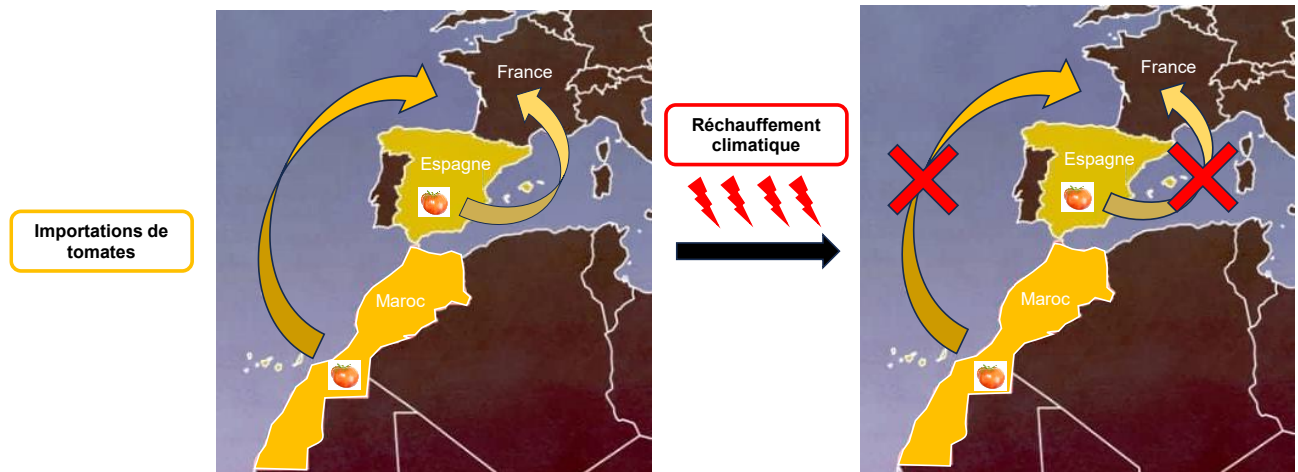 Importations de
tomates
France
Espagne
Maroc
Réchauffement
climatique
France
Espagne
Maroc